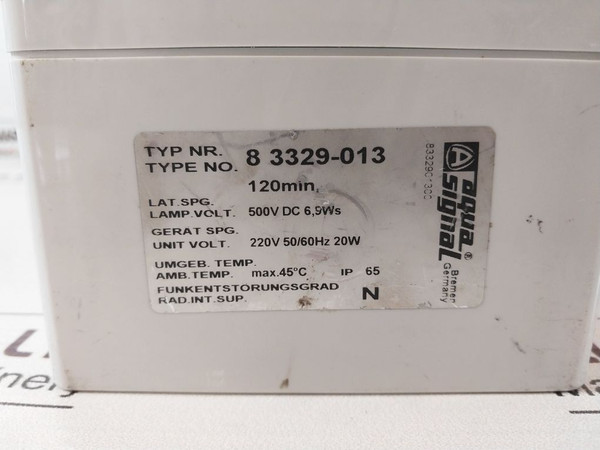 TYP NR.
TYPE NO. 8 3329-013
120min.
LAT.SPG.
LAMP.VOLT. 500V DC 6,9Ws
GERAT SPG.
UNIT VOLT. 220V 50/60Hz 20W
UMGEB. TEMP.
AMB.TEMP. max.45°C IP 65
FUNKENTSTORUNGSGRAD
RAD.INT.SUP. N
8332901300
aqua ®
signal
Bremen
Germany